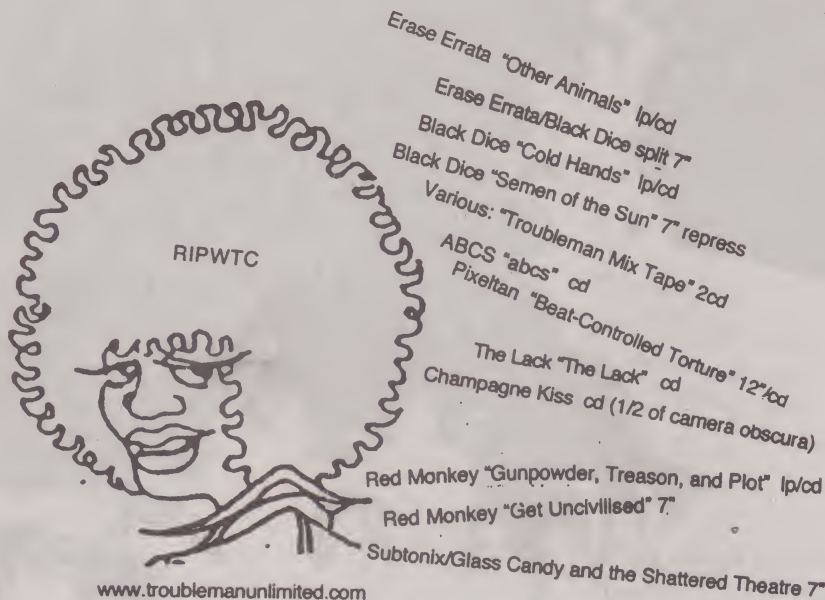 Erase Errata "Other Animals" lp/cd
Erase Errata/Black Dice split 7"
Black Dice "Cold Hands" lp/cd
Black Dice "Semen of the Sun" 7" repress
Various: "Troubleman Mix Tape" 2cd
ABCS "abcs" cd
Pixeltan "Beat-Controlled Torture" 12"/cd
The Lack "The Lack" cd
Champagne Kiss cd (1/2 of camera obscura)
RIPWTC
Red Monkey "Gunpowder, Treason, and Plot" lp/cd
Red Monkey "Get Uncivilised" 7"
Subtonix/Glass Candy and the Shattered Theatre 7"
www.troublemanunlimited.com